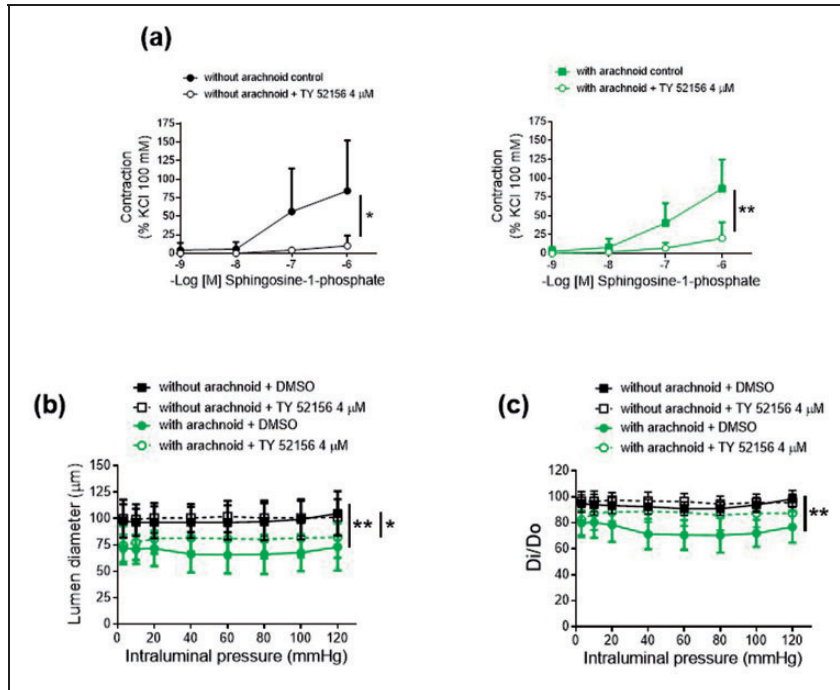 (a)
without arachnoid control
without arachnoid + TY 52156 4 µM
Contraction
(% KCl 100 mM)
175
150
125
100
75
50
25
0
-9
-8
-7
-6
*
-Log [M] Sphingosine-1-phosphate
with arachnoid control
with arachnoid + TY 52156 4 µM
Contraction
(% KCl 100 mM)
175
150
125
100
75
50
25
0
-9
-8
-7
-6
**
-Log [M] Sphingosine-1-phosphate
(b)
without arachnoid + DMSO
without arachnoid + TY 52156 4 µM
with arachnoid + DMSO
with arachnoid + TY 52156 4 µM
Lumen diameter (µm)
150
125
100
75
50
25
0
0
20
40
60
80
100
120
** *
Intraluminal pressure (mmHg)
(c)
without arachnoid + DMSO
without arachnoid + TY 52156 4 µM
with arachnoid + DMSO
with arachnoid + TY 52156 4 µM
Di/Do
120
100
80
60
40
20
0
0
20
40
60
80
100
120
**
Intraluminal pressure (mmHg)